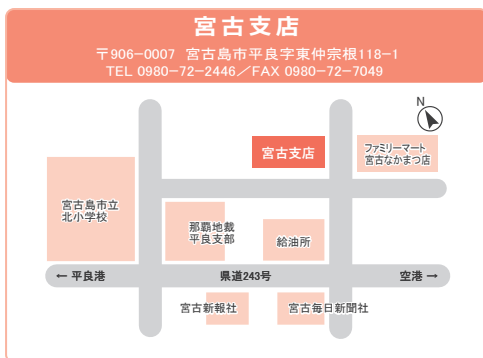 宮古支店
〒906-0007 宮古島市平良字東仲宗根118-1
TEL 0980-72-2446／FAX 0980-72-7049
N
宮古支店
ファミリーマート
宮古なかまつ店
宮古島市立
北小学校
那覇地裁
平良支部
給油所
← 平良港
県道243号
空港 →
宮古新報社
宮古毎日新聞社